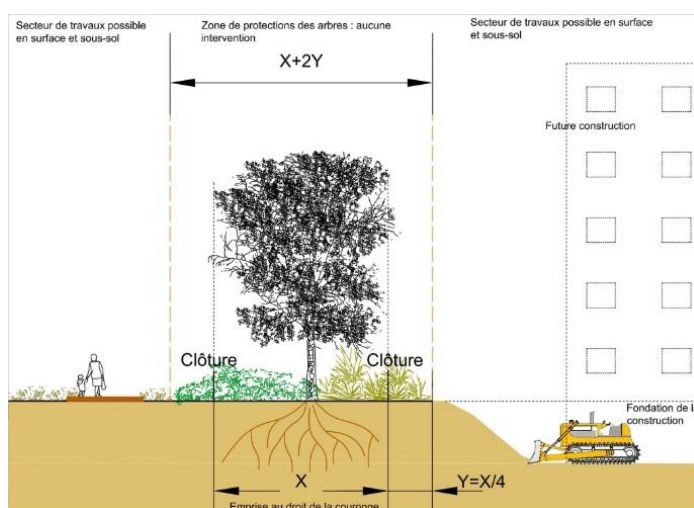 Secteur de travaux possible
en surface et sous-sol
Zone de protections des arbres : aucune
intervention
Secteur de travaux possible en surface
et sous-sol
X+2Y
Future construction
Clôture
Clôture
Fondation de
construction
X
Y=X/4
Emprise au droit de la couronne